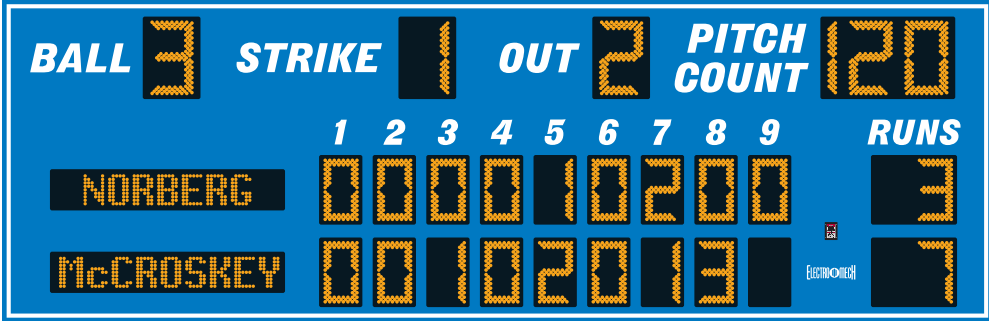 BALL 3 STRIKE 1 OUT 2 PITCH COUNT 120
1 2 3 4 5 6 7 8 9 RUNS
NORBERG 0 0 0 0 1 0 2 0 0 3
McCROSKEY 0 0 1 0 2 0 1 3 7
ELECTRO-MECH